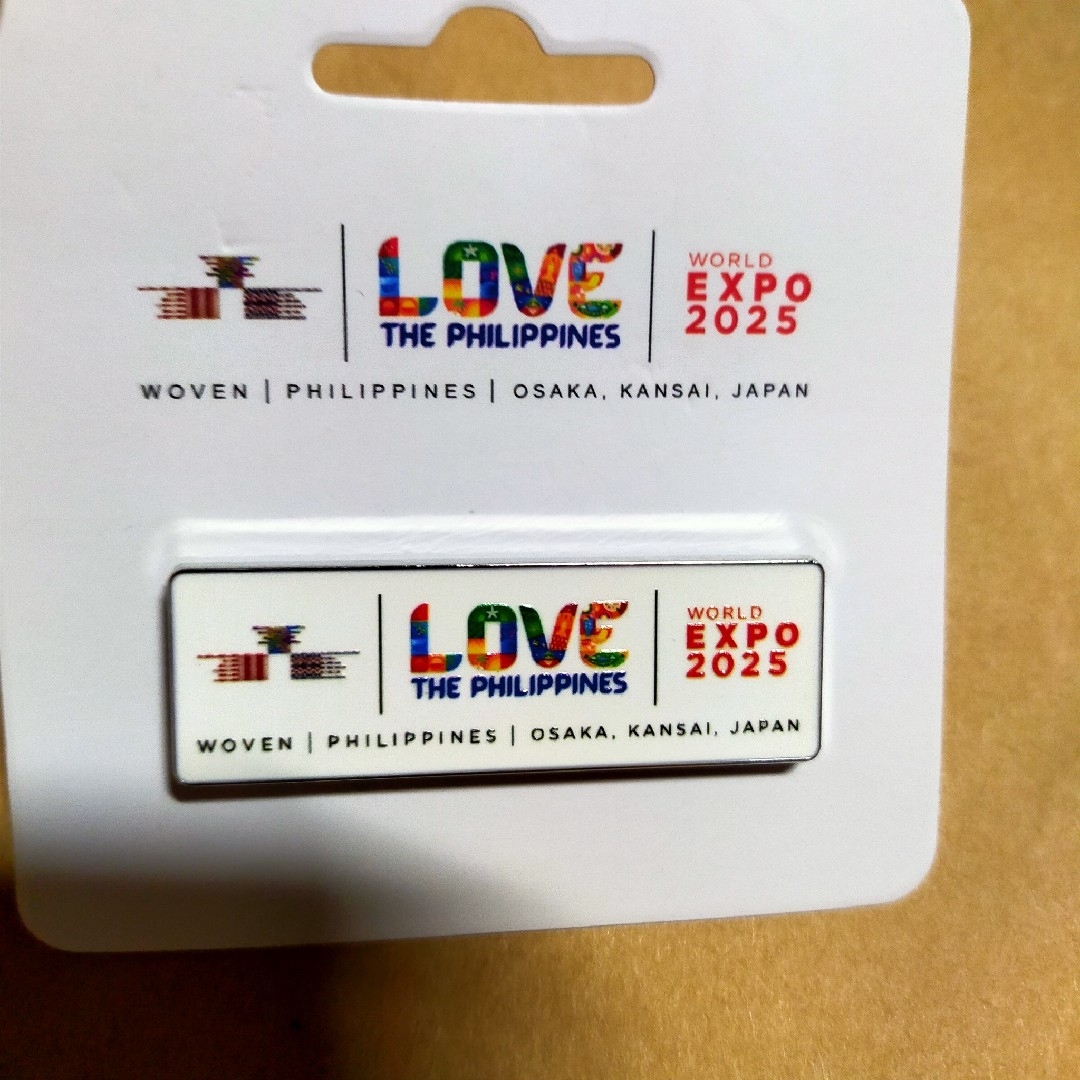 LOVE
THE PHILIPPINES
WORLD
EXPO
2025
WOVEN | PHILIPPINES | OSAKA, KANSAI, JAPAN
LOVE
THE PHILIPPINES
WORLD
EXPO
2025
WOVEN | PHILIPPINES | OSAKA, KANSAI, JAPAN